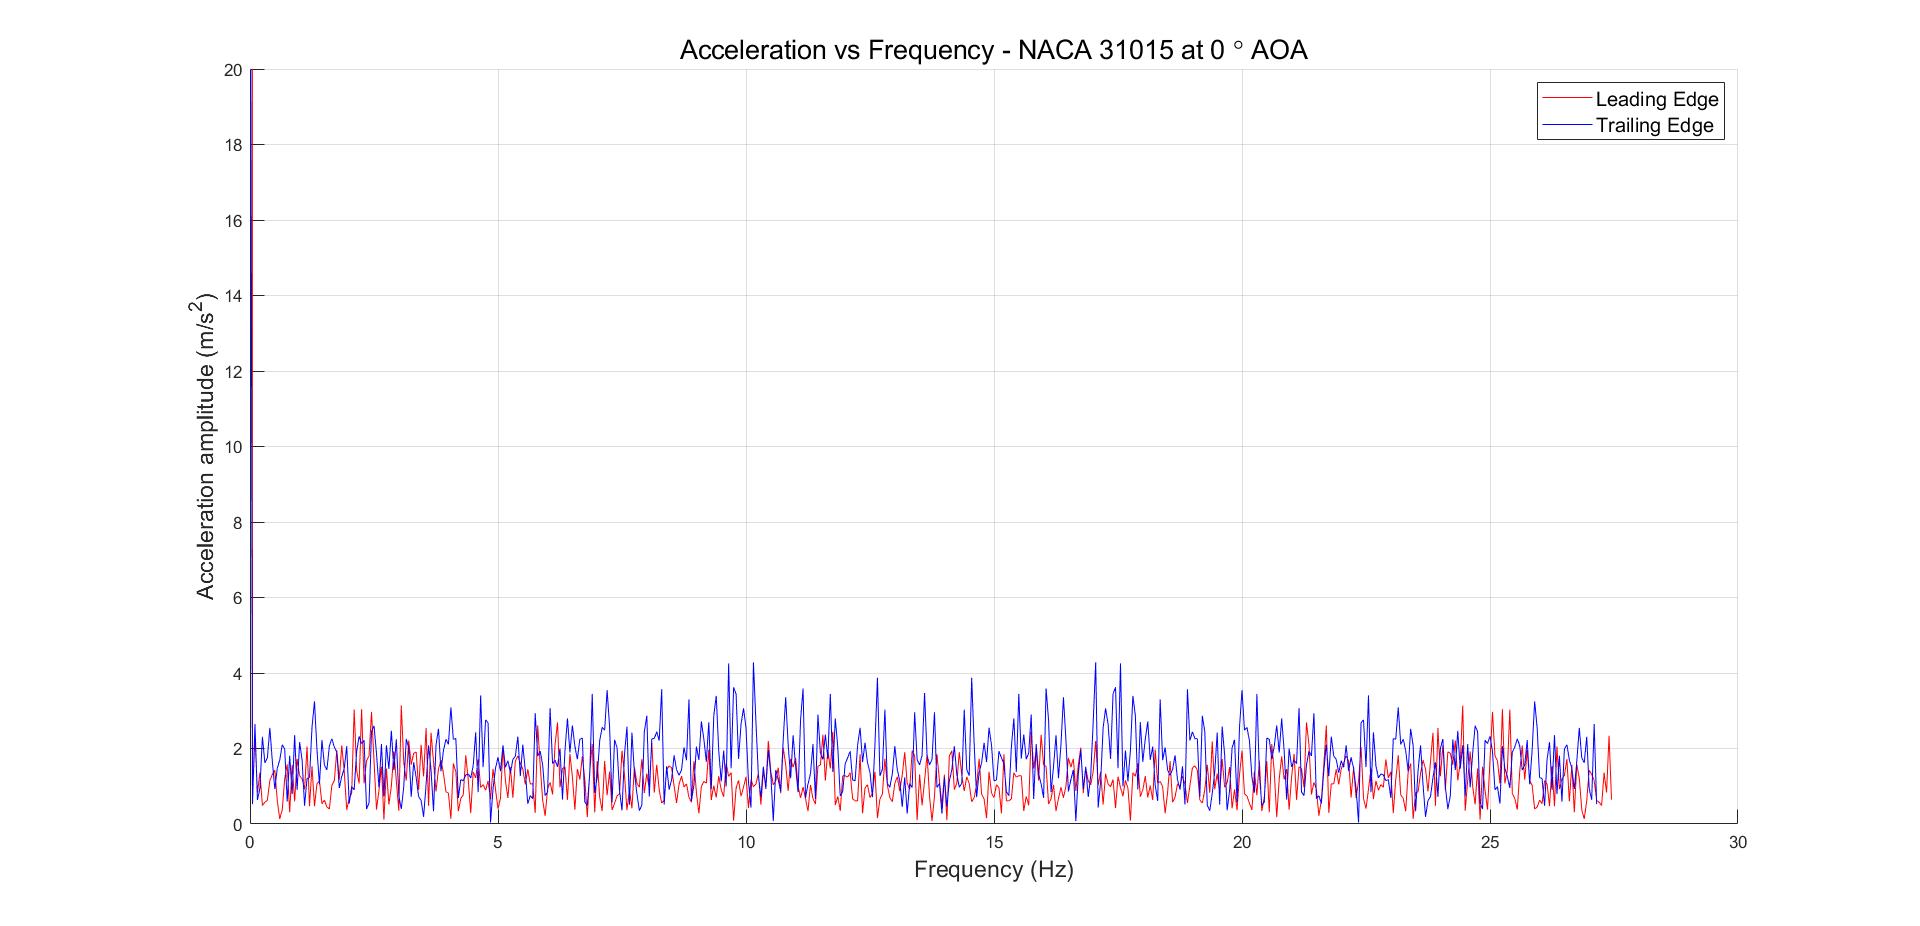 Acceleration vs Frequency - NACA 31015 at 0 ° AOA
Leading Edge
Trailing Edge
Acceleration amplitude (m/s²)
20
18
16
14
12
10
8
6
4
2
0
0 5 10 15 20 25 30
Frequency (Hz)